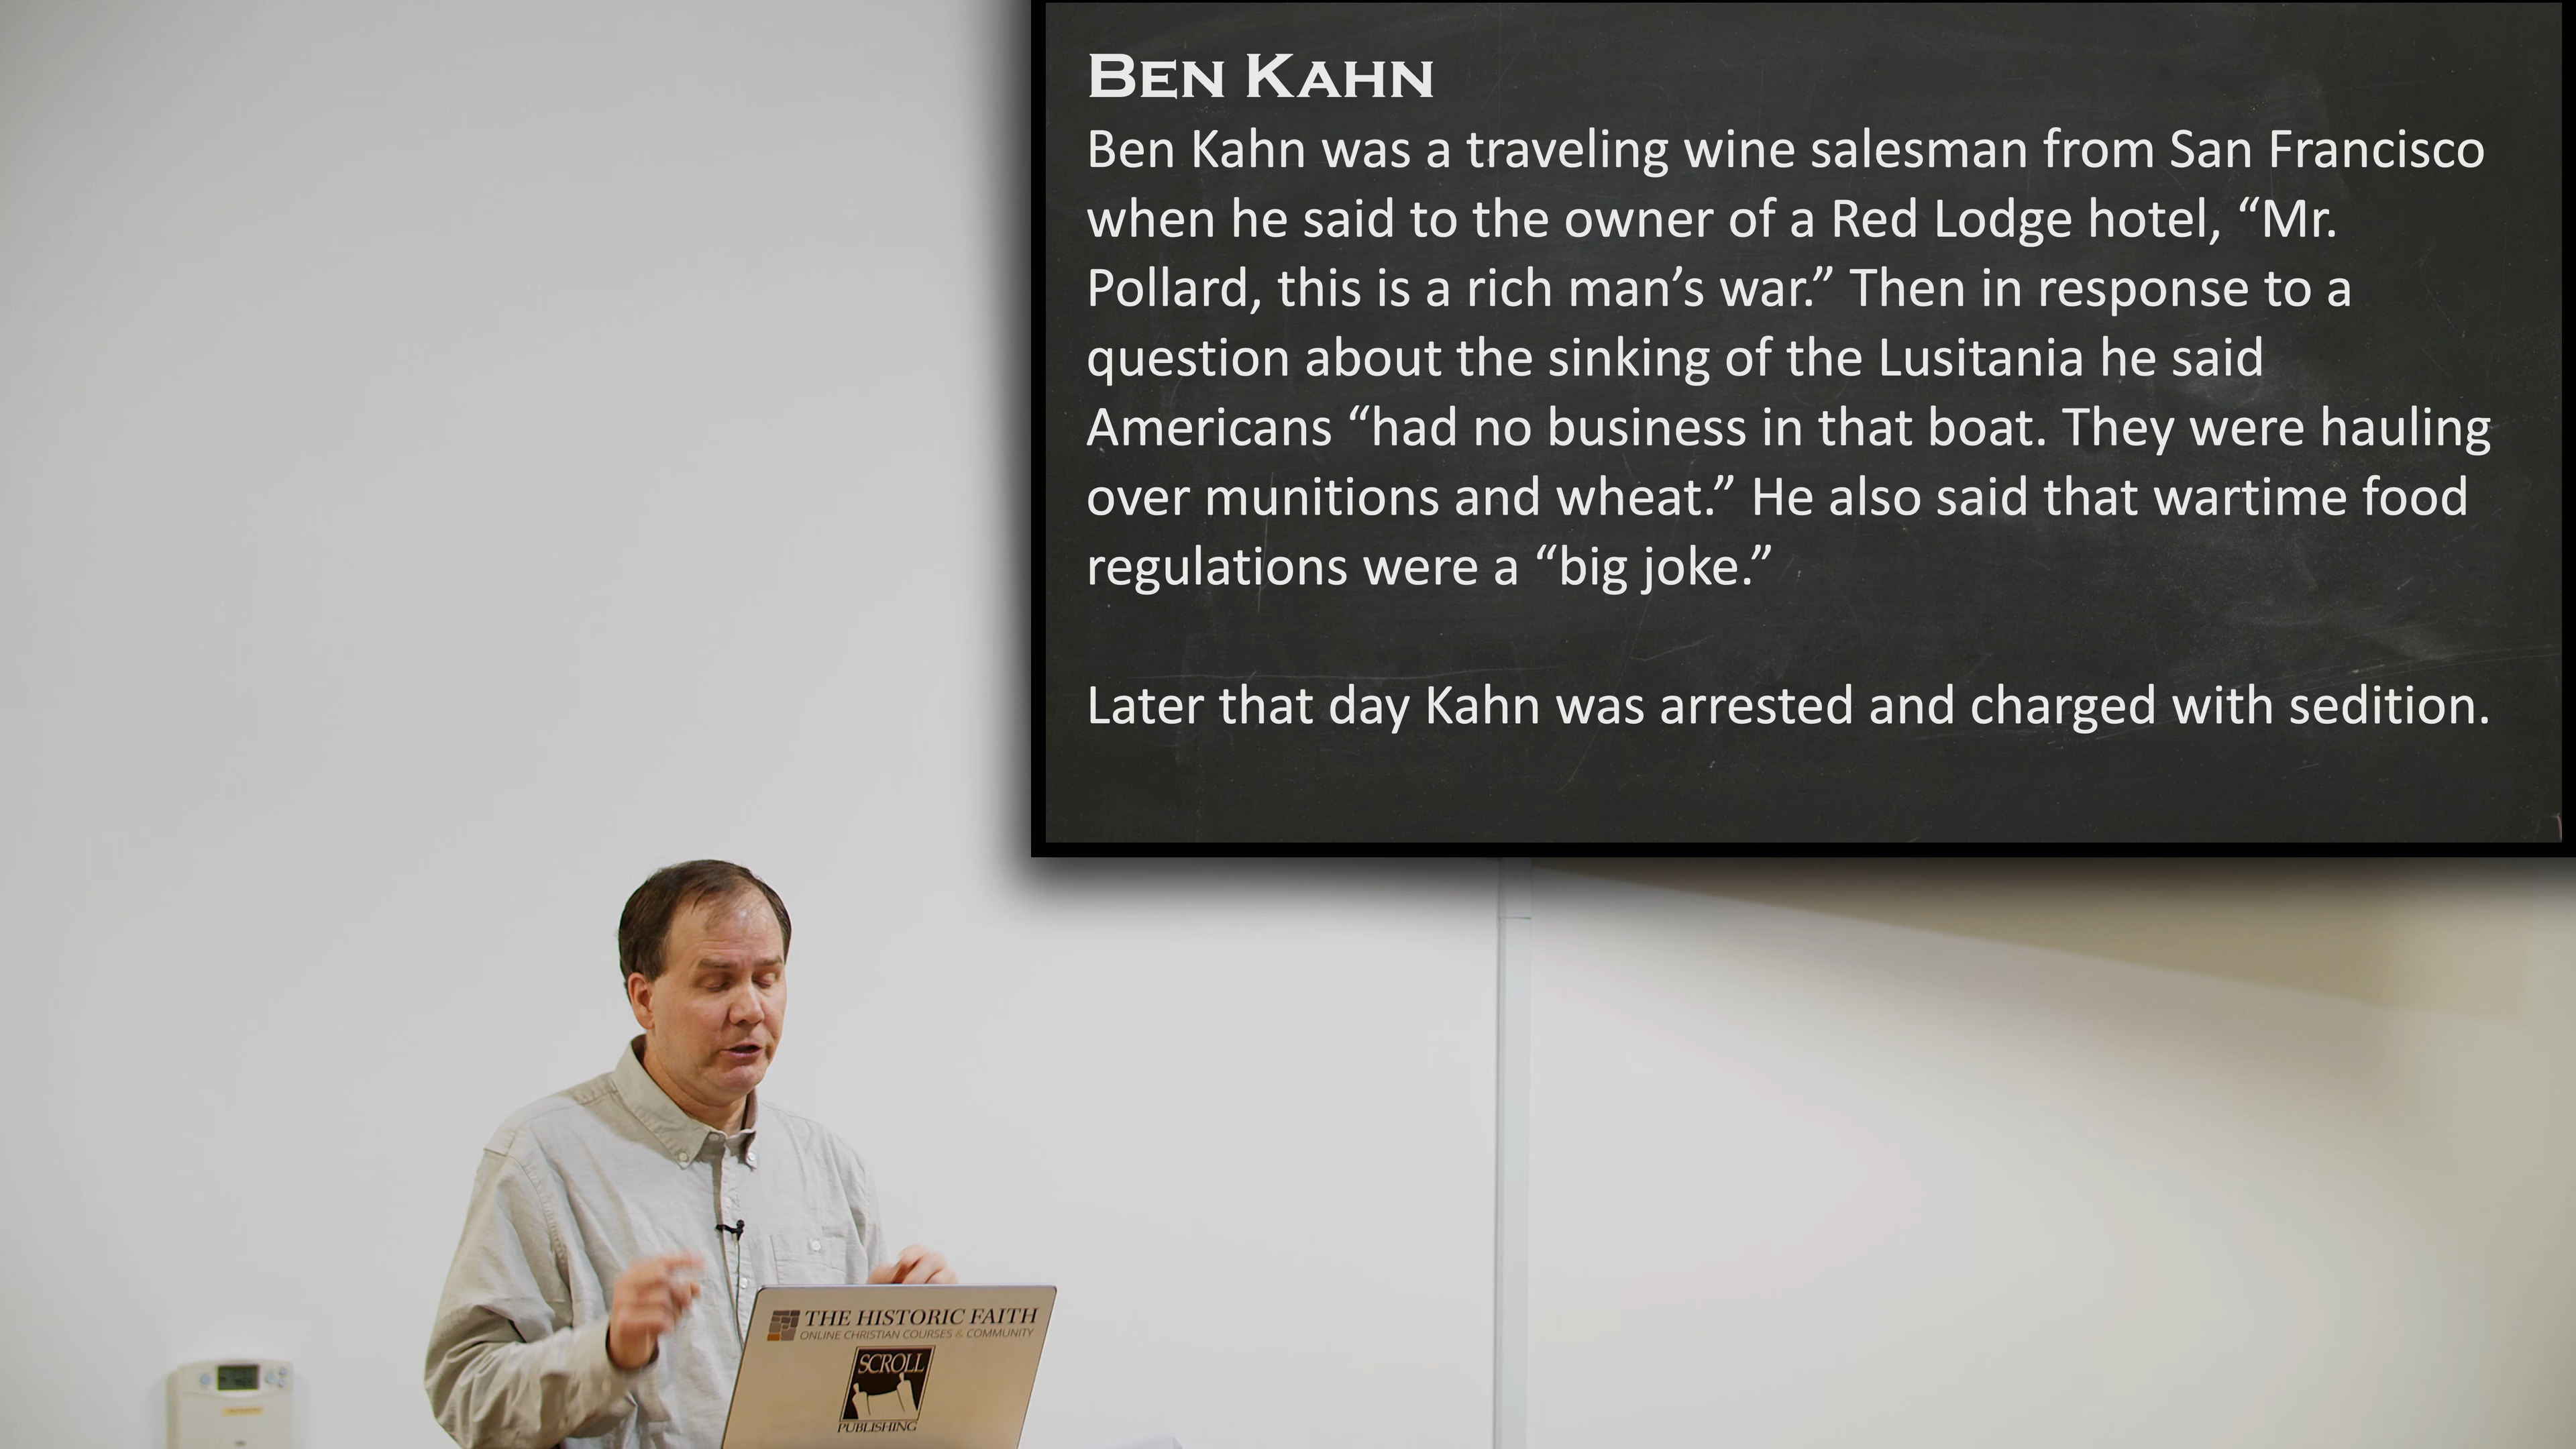 BEN KAHN
Ben Kahn was a traveling wine salesman from San Francisco
when he said to the owner of a Red Lodge hotel, “Mr.
Pollard, this is a rich man’s war.” Then in response to a
question about the sinking of the Lusitania he said
Americans “had no business in that boat. They were hauling
over munitions and wheat.” He also said that wartime food
regulations were a “big joke.”
Later that day Kahn was arrested and charged with sedition.
THE HISTORIC FAITH
ONLINE CHRISTIAN COURSES & COMMUNITY
SCROLL
PUBLISHING